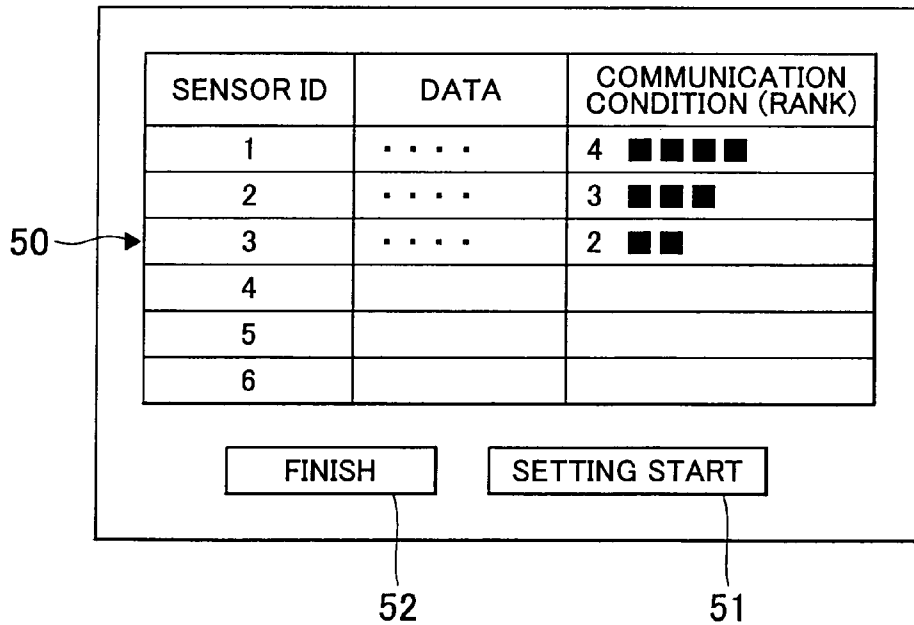 SENSOR ID DATA COMMUNICATION
CONDITION (RANK)
1 ・・・・ 4 ■■■■
2 ・・・・ 3 ■■■
50 3 ・・・・ 2 ■■
4
5
6
FINISH SETTING START
52 51